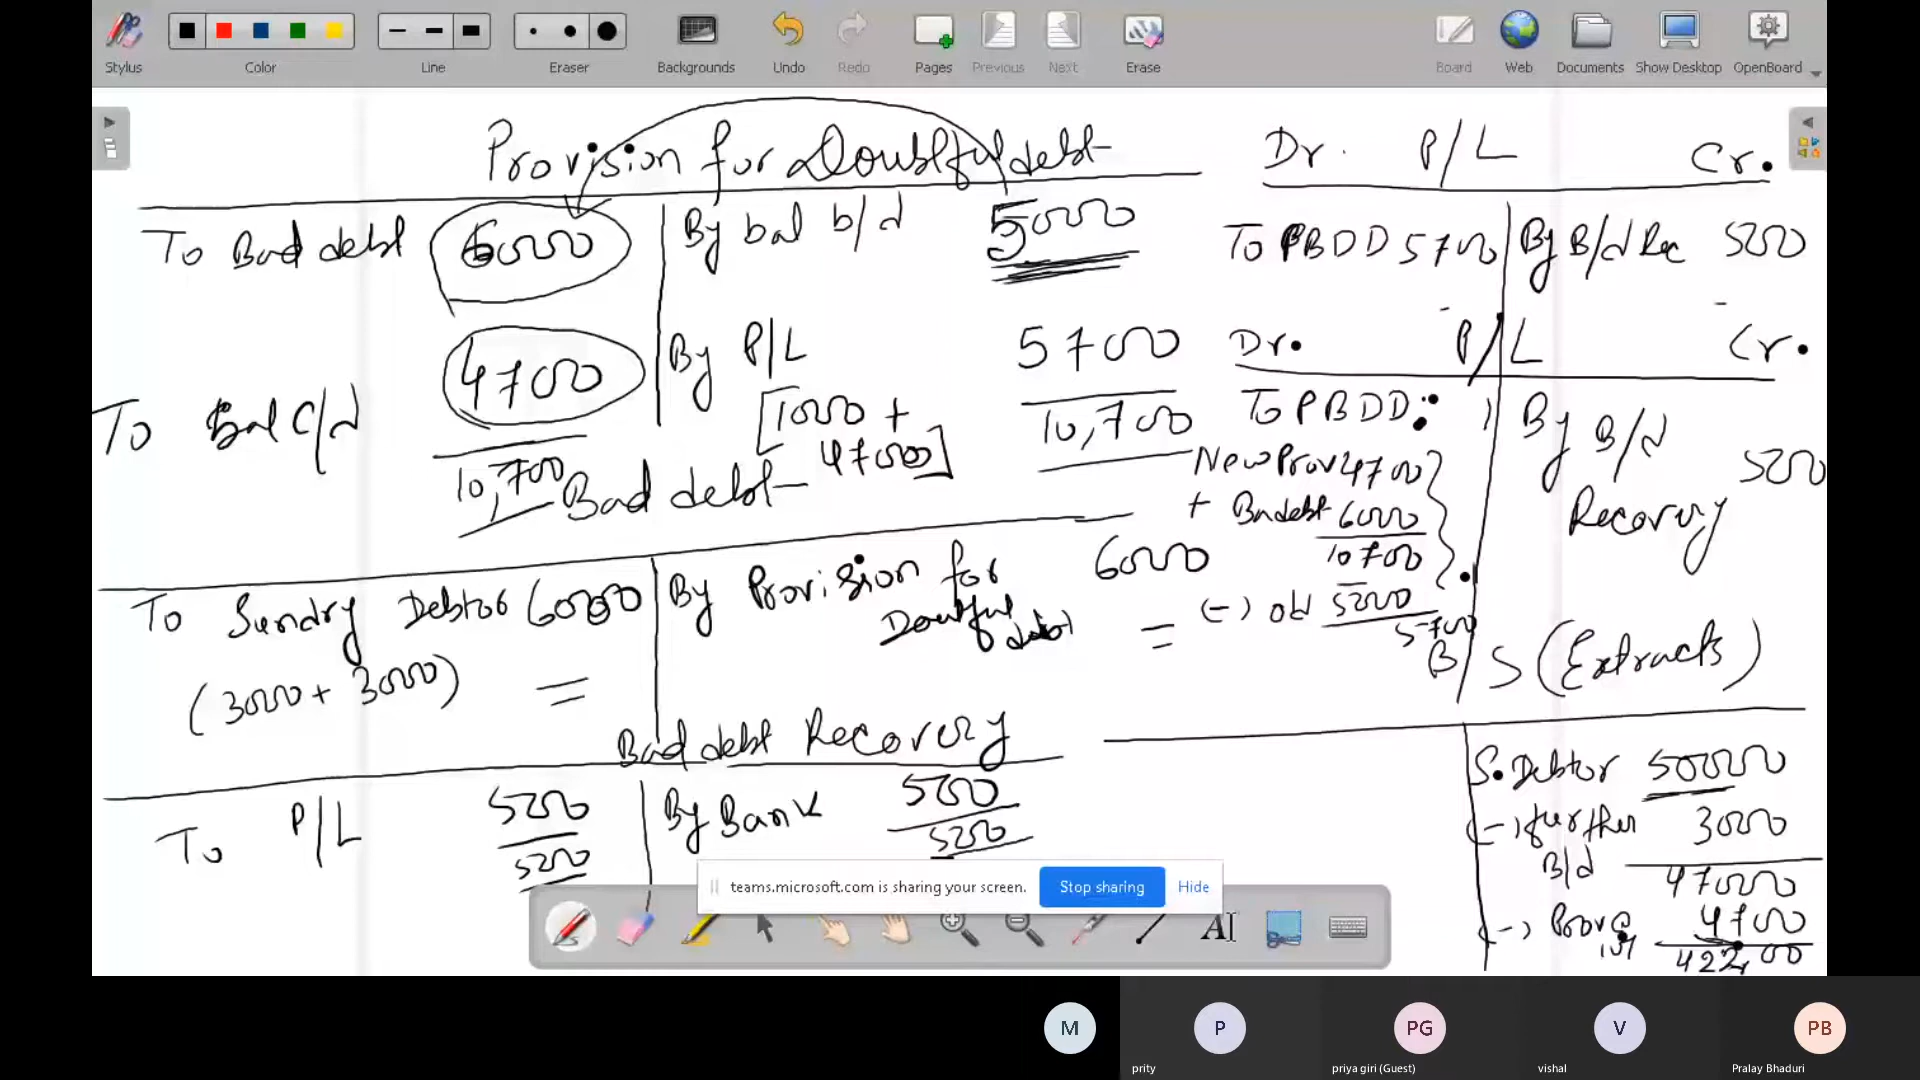 Stylus Color Line Eraser Backgrounds Undo Redo Pages Previous Next Erase Board Web Documents Show Desktop OpenBoard
Provision for Doubtful debt
To Bad debt 6000 By bal b/d 5000
To Bal c/d 4700 By P/L 5700
[1000 + 4700]
10,700 10,700
Bad debt
To Sundry Debtor 6000 By Provision for Doubtful debt 6000
(3000 + 3000) = =
Bad debt Recovery
To P/L 5200 By Bank 5200
5200 5200
Dr. P/L Cr.
To PBDD 5700 By B/d Rec 5200
Dr. P/L Cr.
To PBDD: By B/d Recovery 5200
New Prov 4700
+ Bad debt 6000
10700
(-) old 5000
5700
B/S (Extracts)
S. Debtor 50000
(-) further B/d 3000
47000
(-) Prov 4700
42200
teams.microsoft.com is sharing your screen. Stop sharing Hide
M P PG V PB
prity priya giri (Guest) vishal Pralay Bhaduri